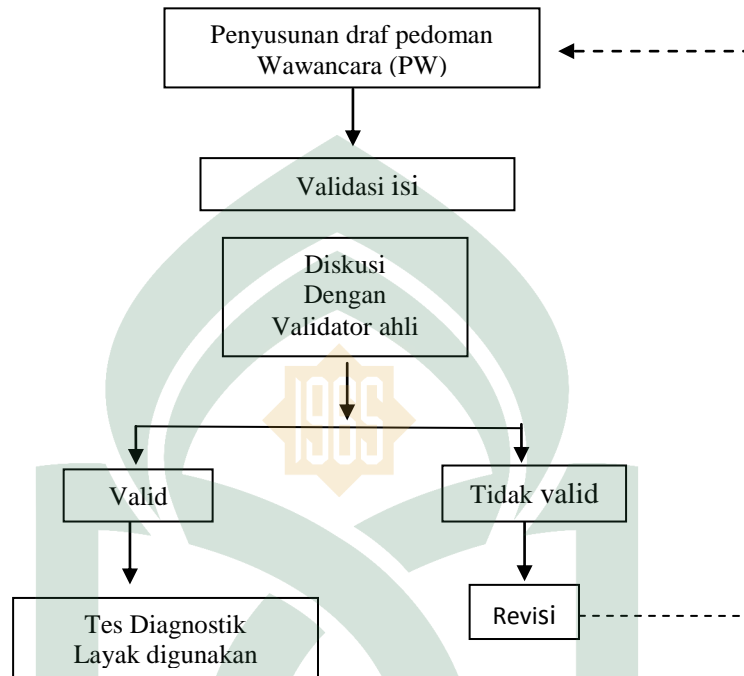 Penyusunan draf pedoman
Wawancara (PW)
Validasi isi
Diskusi
Dengan
Validator ahli
1985
Valid
Tidak valid
Tes Diagnostik
Layak digunakan
Revisi